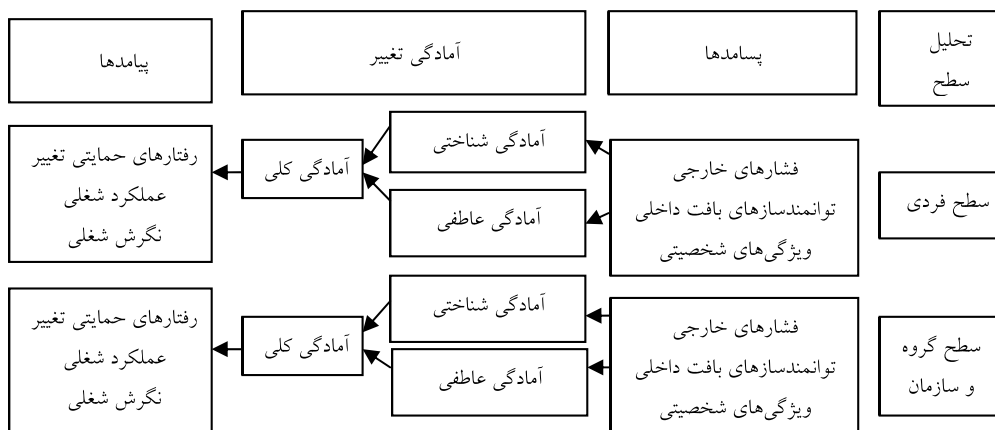 تحلیل
سطح
پسامدها
آمادگی تغییر
پیامدها
سطح فردی
فشارهای خارجی
توانمندسازهای بافت داخلی
ویژگی‌های شخصیتی
آمادگی شناختی
آمادگی عاطفی
آمادگی کلی
رفتارهای حمایتی تغییر
عملکرد شغلی
نگرش شغلی
سطح گروه
و سازمان
فشارهای خارجی
توانمندسازهای بافت داخلی
ویژگی‌های شخصیتی
آمادگی شناختی
آمادگی عاطفی
آمادگی کلی
رفتارهای حمایتی تغییر
عملکرد شغلی
نگرش شغلی